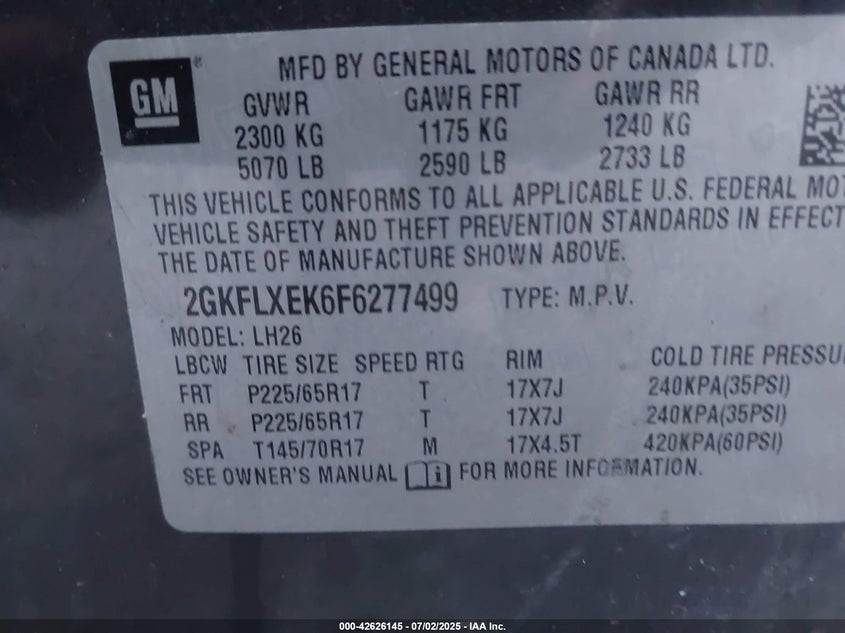 GM®
MFD BY GENERAL MOTORS OF CANADA LTD.
GVWR GAWR FRT GAWR RR
2300 KG 1175 KG 1240 KG
5070 LB 2590 LB 2733 LB
THIS VEHICLE CONFORMS TO ALL APPLICABLE U.S. FEDERAL MOT
VEHICLE SAFETY AND THEFT PREVENTION STANDARDS IN EFFECT
THE DATE OF MANUFACTURE SHOWN ABOVE.
2GKFLXEK6F6277499 TYPE: M.P.V.
MODEL: LH26
LBCW TIRE SIZE SPEED RTG RIM COLD TIRE PRESSU
FRT P225/65R17 T 17X7J 240KPA(35PSI)
RR P225/65R17 T 17X7J 240KPA(35PSI)
SPA T145/70R17 M 17X4.5T 420KPA(60PSI)
SEE OWNER'S MANUAL i FOR MORE INFORMATION.
000-42626145 - 07/02/2025 - IAA Inc.